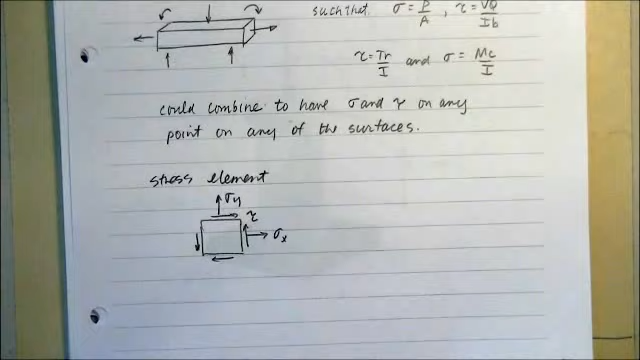 such that σ = P/A , τ = VQ/Ib
τ = Tr/I and σ = Mc/I
could combine to have σ and τ on any
point on any of the surfaces.
stress element
σy
τ
σx